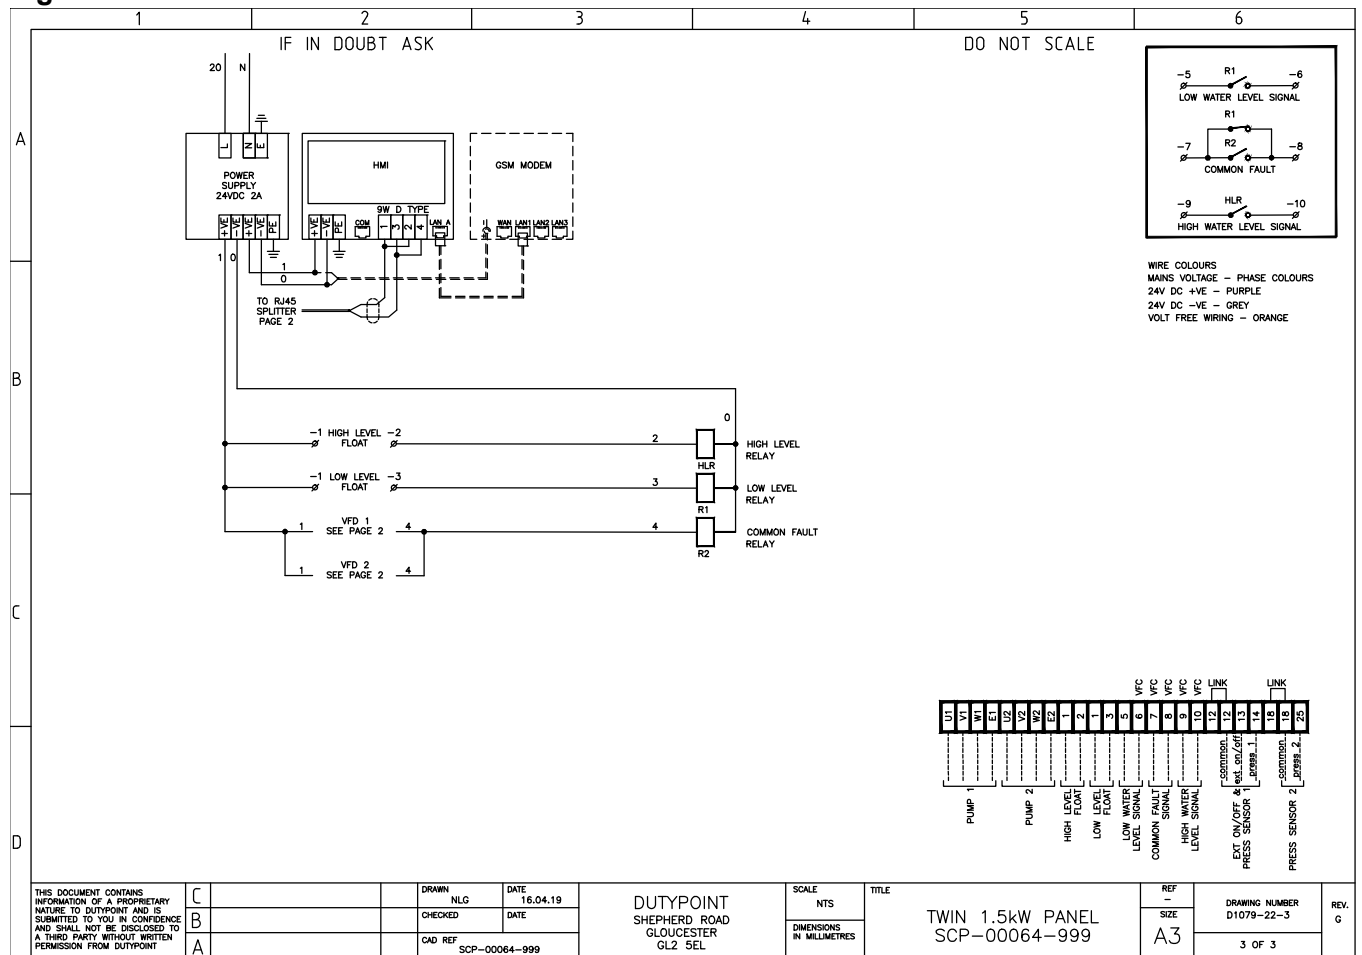 1 2 3 4 5 6
IF IN DOUBT ASK
DO NOT SCALE
A
B
C
D
20 N
L N E
POWER
SUPPLY
24VDC 2A
+VE -VE +VE -VE PE
1 0
1
0
HMI
9W D TYPE
+VE -VE PE
COM
1 3 2 4
LAN A
GSM MODEM
WAN LAN1 LAN2 LAN3
TO RJ45
SPLITTER
PAGE 2
-5 R1 -6
LOW WATER LEVEL SIGNAL
R1
-7 R2 -8
COMMON FAULT
-9 HLR -10
HIGH WATER LEVEL SIGNAL
WIRE COLOURS
MAINS VOLTAGE - PHASE COLOURS
24V DC +VE - PURPLE
24V DC -VE - GREY
VOLT FREE WIRING - ORANGE
0
-1 HIGH LEVEL -2
FLOAT
2
HLR
HIGH LEVEL
RELAY
-1 LOW LEVEL -3
FLOAT
3
R1
LOW LEVEL
RELAY
1 VFD 1 4
SEE PAGE 2
4
R2
COMMON FAULT
RELAY
1 VFD 2 4
SEE PAGE 2
VFC VFC VFC VFC VFC LINK LINK
U1 V1 W1 E1 U2 V2 W2 E2 1 2 1 3 5 6 7 8 9 10 12 12 13 14 18 18 25
common
ext on/off
press 1
common
press 2
PUMP 1
PUMP 2
HIGH LEVEL
FLOAT
LOW LEVEL
FLOAT
LOW WATER
LEVEL SIGNAL
COMMON FAULT
SIGNAL
HIGH WATER
LEVEL SIGNAL
EXT ON/OFF &
PRESS SENSOR 1
PRESS SENSOR 2
THIS DOCUMENT CONTAINS
INFORMATION OF A PROPRIETARY
NATURE TO DUTYPOINT AND IS
SUBMITTED TO YOU IN CONFIDENCE
AND SHALL NOT BE DISCLOSED TO
A THIRD PARTY WITHOUT WRITTEN
PERMISSION FROM DUTYPOINT
C
B
A
DRAWN
NLG
DATE
16.04.19
CHECKED
DATE
CAD REF
SCP-00064-999
DUTYPOINT
SHEPHERD ROAD
GLOUCESTER
GL2 5EL
SCALE
NTS
DIMENSIONS
IN MILLIMETRES
TITLE
TWIN 1.5kW PANEL
SCP-00064-999
REF
-
SIZE
A3
DRAWING NUMBER
D1079-22-3
3 OF 3
REV.
G